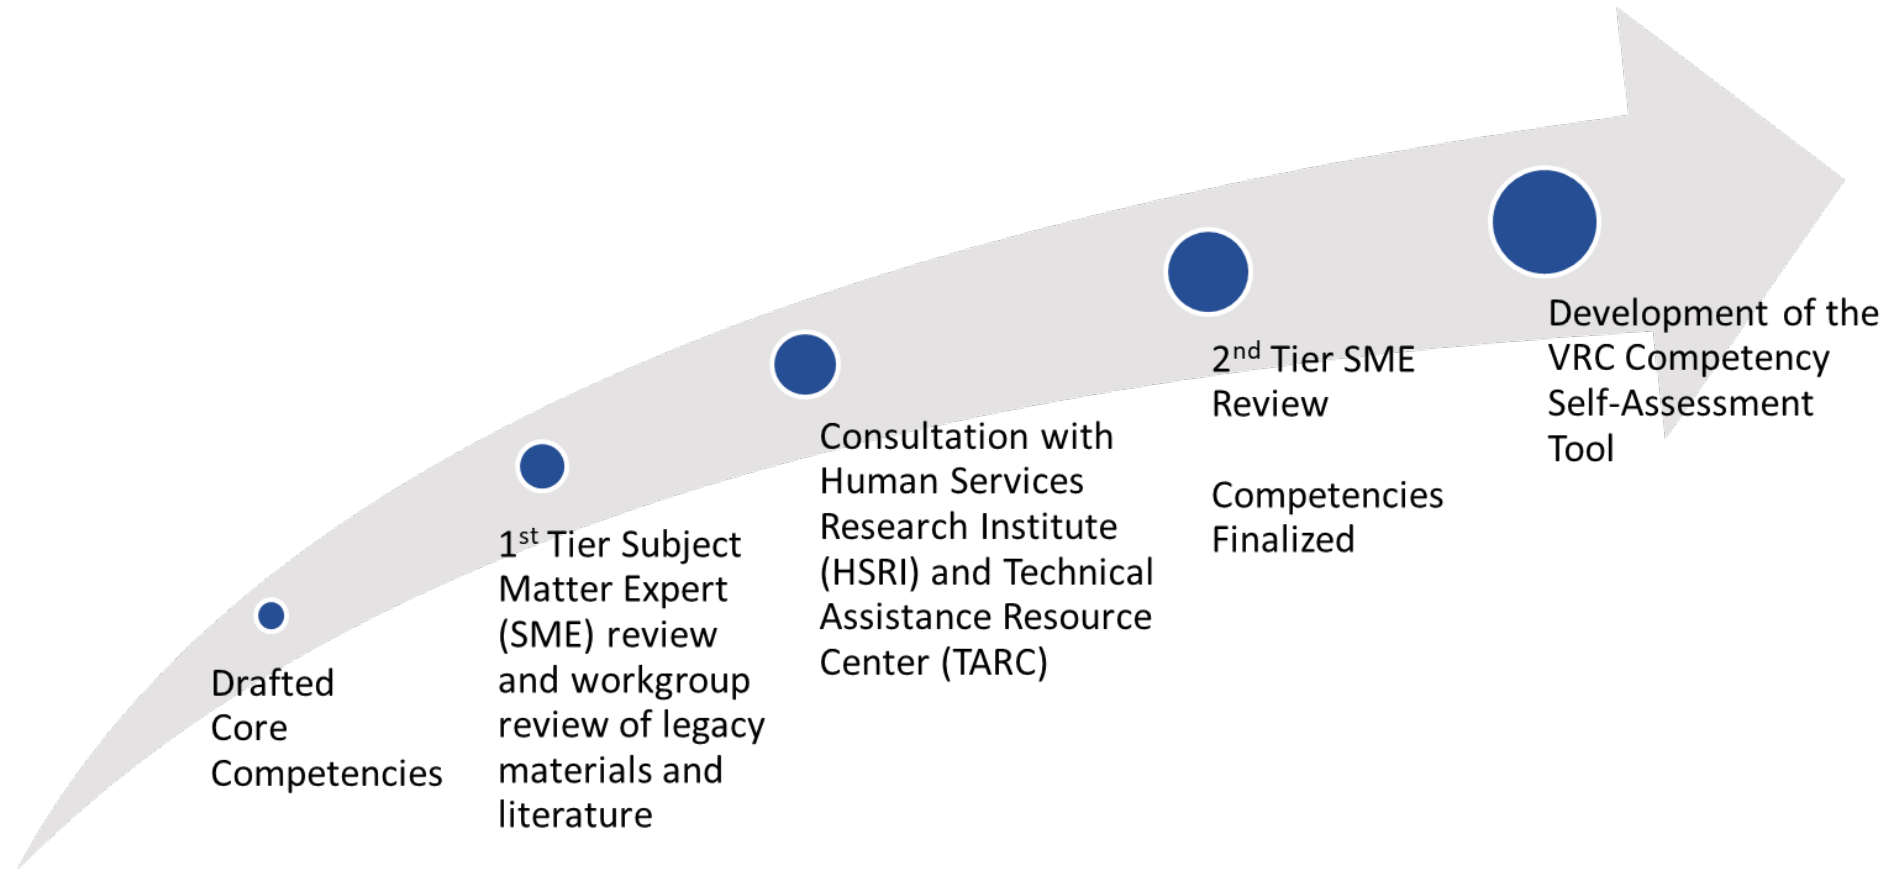 Drafted
Core
Competencies
1st Tier Subject
Matter Expert
(SME) review
and workgroup
review of legacy
materials and
literature
Consultation with
Human Services
Research Institute
(HSRI) and Technical
Assistance Resource
Center (TARC)
2nd Tier SME
Review
Competencies
Finalized
Development of the
VRC Competency
Self-Assessment
Tool